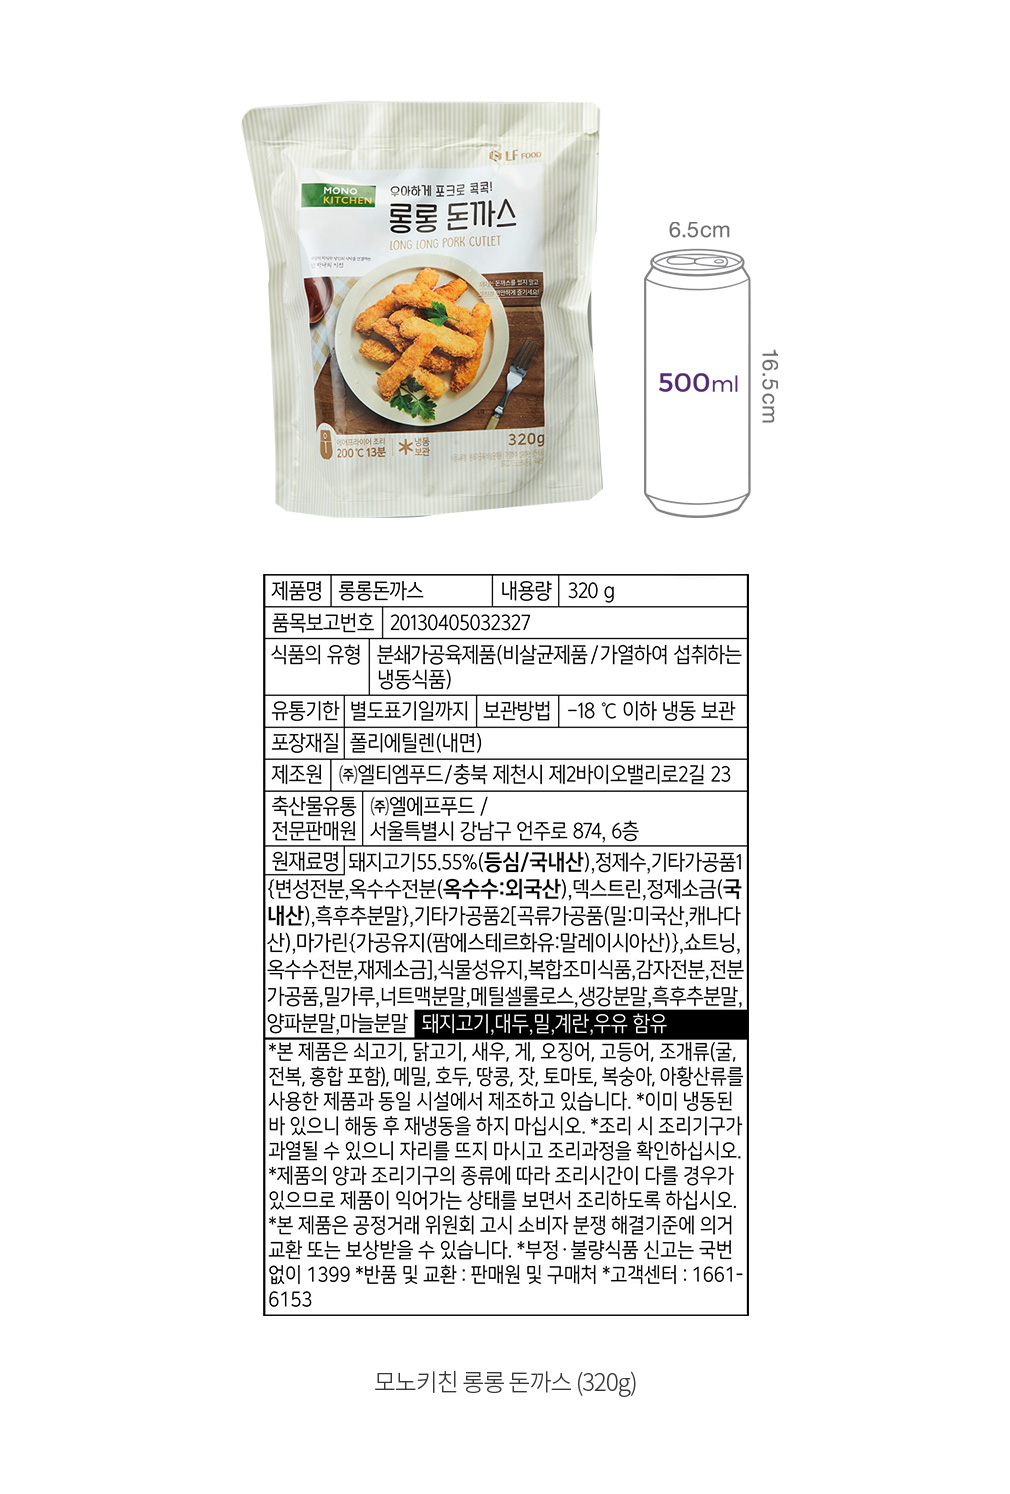 LF FOOD
MONO
KITCHEN
우아하게 포크로 콕콕!
롱롱 돈까스
LONG LONG PORK CUTLET
돈까스를 썰지 말고
즐기세요!
에어프라이어 조리
200℃ 13분
냉동
보관
320g
6.5cm
500ml
16.5cm
제품명 롱롱돈까스 내용량 320 g
품목보고번호 20130405032327
식품의 유형 분쇄가공육제품(비살균제품/가열하여 섭취하는
냉동식품)
유통기한 별도표기일까지 보관방법 -18 ℃ 이하 냉동 보관
포장재질 폴리에틸렌(내면)
제조원 ㈜엘티엠푸드/충북 제천시 제2바이오밸리로2길 23
축산물유통 ㈜엘에프푸드 /
전문판매원 서울특별시 강남구 언주로 874, 6층
원재료명 돼지고기55.55%(등심/국내산),정제수,기타가공품1
{변성전분,옥수수전분(옥수수:외국산),덱스트린,정제소금(국
내산),흑후추분말},기타가공품2[곡류가공품(밀:미국산,캐나다
산),마가린{가공유지(팜에스테르화유:말레이시아산)},쇼트닝,
옥수수전분,재제소금],식물성유지,복합조미식품,감자전분,전분
가공품,밀가루,너트맥분말,메틸셀룰로스,생강분말,흑후추분말,
양파분말,마늘분말 돼지고기,대두,밀,계란,우유 함유
*본 제품은 쇠고기, 닭고기, 새우, 게, 오징어, 고등어, 조개류(굴,
전복, 홍합 포함), 메밀, 호두, 땅콩, 잣, 토마토, 복숭아, 아황산류를
사용한 제품과 동일 시설에서 제조하고 있습니다. *이미 냉동된
바 있으니 해동 후 재냉동을 하지 마십시오. *조리 시 조리기구가
과열될 수 있으니 자리를 뜨지 마시고 조리과정을 확인하십시오.
*제품의 양과 조리기구의 종류에 따라 조리시간이 다를 경우가
있으므로 제품이 익어가는 상태를 보면서 조리하도록 하십시오.
*본 제품은 공정거래 위원회 고시 소비자 분쟁 해결기준에 의거
교환 또는 보상받을 수 있습니다. *부정·불량식품 신고는 국번
없이 1399 *반품 및 교환 : 판매원 및 구매처 *고객센터 : 1661-
6153
모노키친 롱롱 돈까스 (320g)